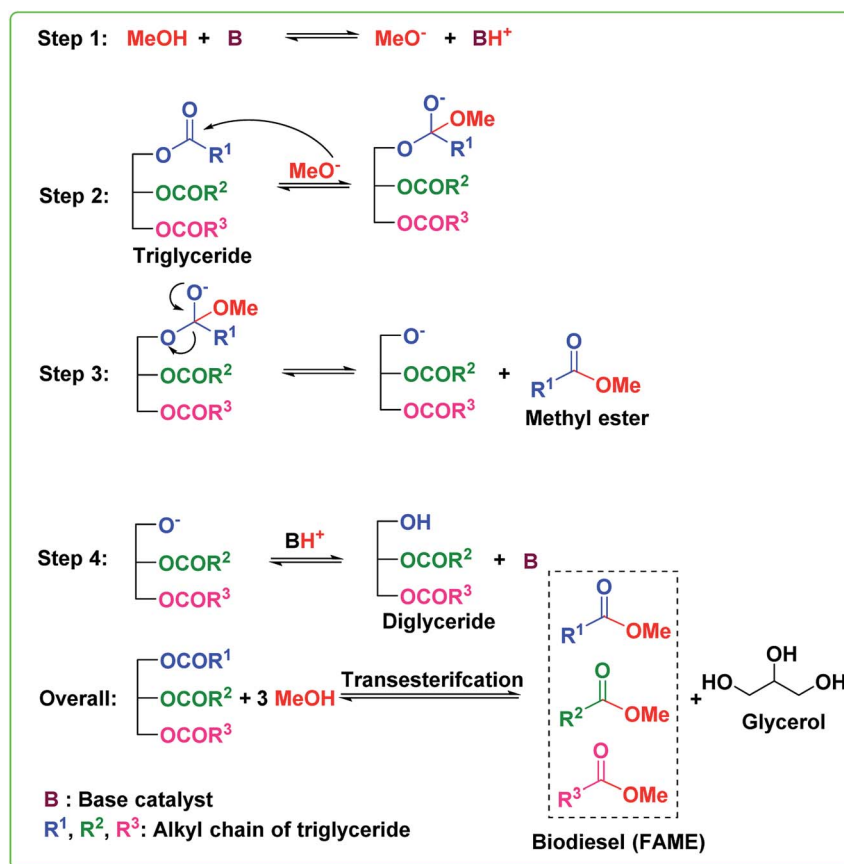 Step 1: MeOH + B ⇌ MeO⁻ + BH⁺
O
O⁻
OMe
O
R¹
O
R¹
MeO⁻
Step 2:
OCOR²
OCOR²
OCOR³
OCOR³
Triglyceride
O⁻
OMe
O
R¹
O⁻
O
Step 3:
OCOR²
OCOR²
+
R¹
OMe
OCOR³
OCOR³
Methyl ester
O⁻
OH
BH⁺
Step 4:
OCOR²
OCOR²
+ B
OCOR³
OCOR³
Diglyceride
O
R¹
OMe
OCOR¹
Transesterifcation
OH
Overall:
OCOR²
+ 3 MeOH
O
R²
OMe
+
HO
OH
OCOR³
Glycerol
O
R³
OMe
B : Base catalyst
R¹, R², R³: Alkyl chain of triglyceride
Biodiesel (FAME)